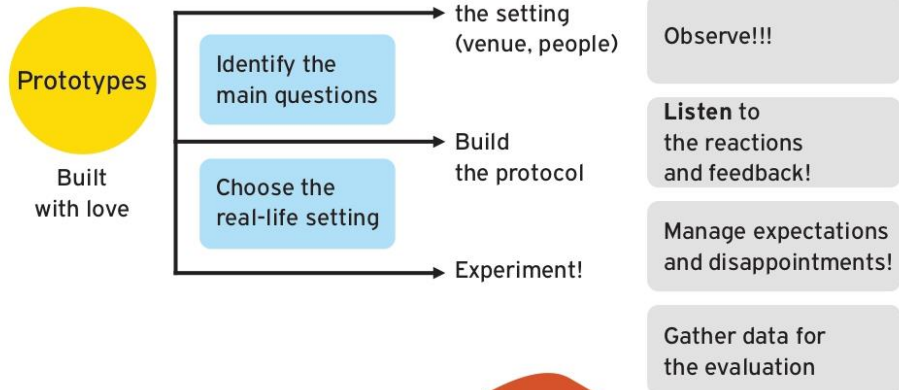 Prototypes
Built
with love
Identify the
main questions
Choose the
real-life setting
the setting
(venue, people)
Build
the protocol
Experiment!
Observe!!!
Listen to
the reactions
and feedback!
Manage expectations
and disappointments!
Gather data for
the evaluation